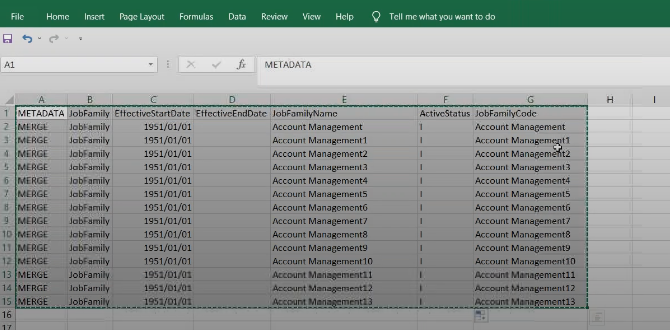 File Home Insert Page Layout Formulas Data Review View Help Tell me what you want to do
A1 fx METADATA
A B C D E F G H I
1 METADATA JobFamily EffectiveStartDate EffectiveEndDate JobFamilyName ActiveStatus JobFamilyCode
2 MERGE JobFamily 1951/01/01 Account Management I Account Management
3 MERGE JobFamily 1951/01/01 Account Management1 I Account Management1
4 MERGE JobFamily 1951/01/01 Account Management2 I Account Management2
5 MERGE JobFamily 1951/01/01 Account Management3 I Account Management3
6 MERGE JobFamily 1951/01/01 Account Management4 I Account Management4
7 MERGE JobFamily 1951/01/01 Account Management5 I Account Management5
8 MERGE JobFamily 1951/01/01 Account Management6 I Account Management6
9 MERGE JobFamily 1951/01/01 Account Management7 I Account Management7
10 MERGE JobFamily 1951/01/01 Account Management8 I Account Management8
11 MERGE JobFamily 1951/01/01 Account Management9 I Account Management9
12 MERGE JobFamily 1951/01/01 Account Management10 I Account Management10
13 MERGE JobFamily 1951/01/01 Account Management11 I Account Management11
14 MERGE JobFamily 1951/01/01 Account Management12 I Account Management12
15 MERGE JobFamily 1951/01/01 Account Management13 I Account Management13
16
17